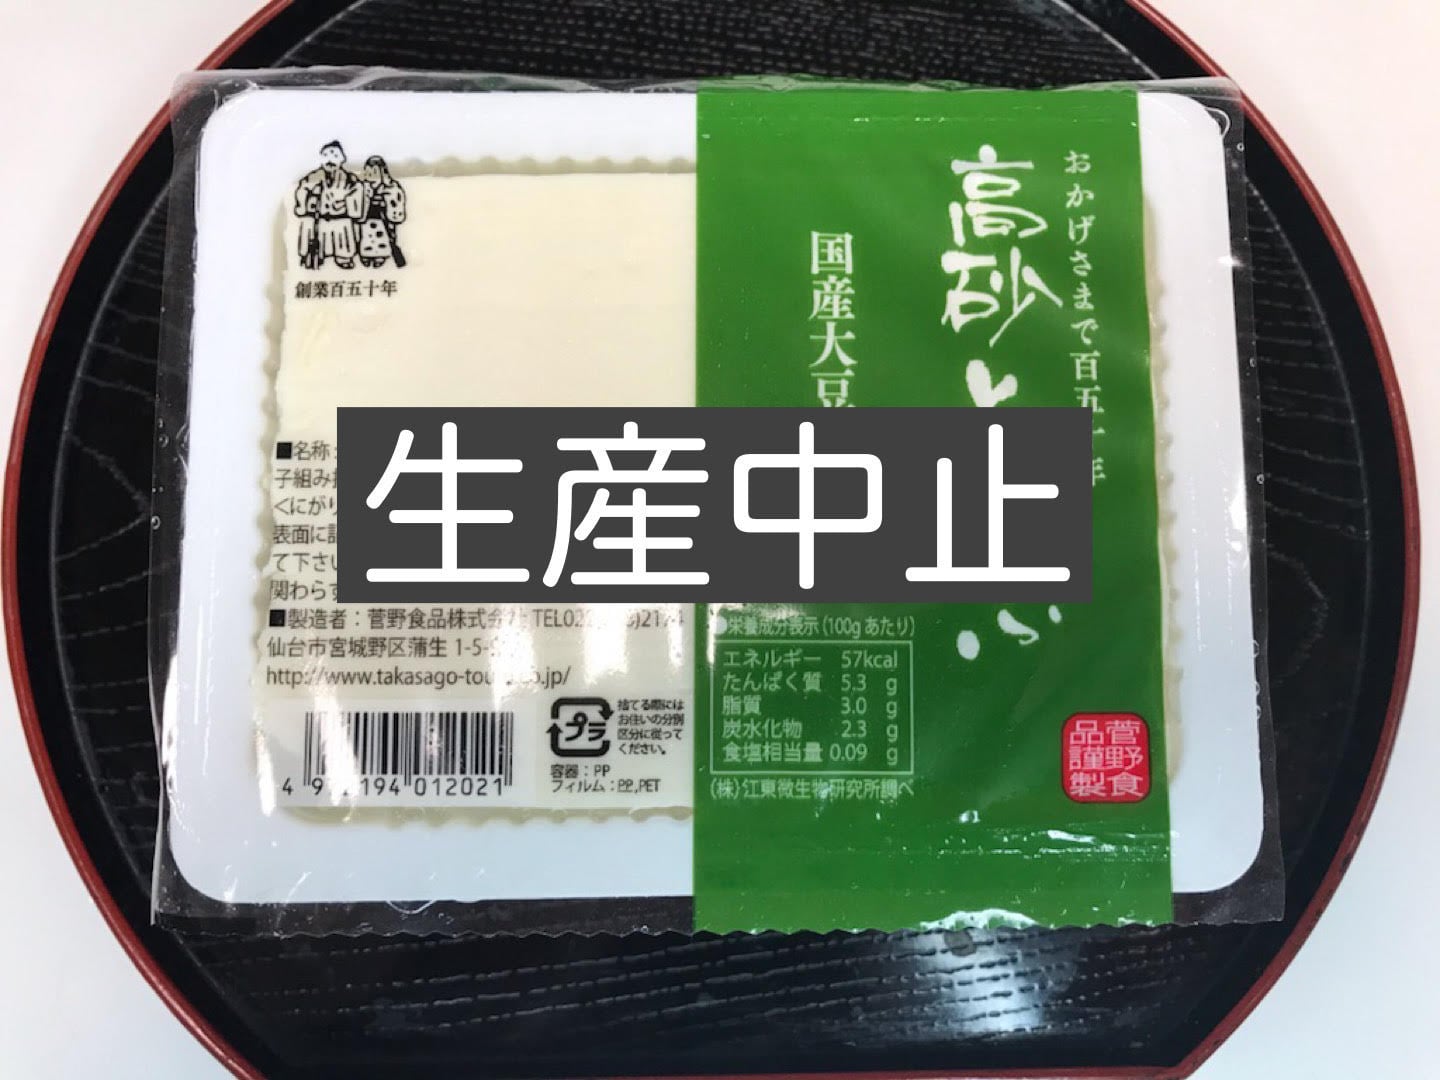 創業百五十年
おかげさまで百五十年
高砂とうふ
国産大豆
生産中止
■名称
子組み
くにがり
表面に
て下さい
関わらず
■製造者：菅野食品株式会社 TEL022
仙台市宮城野区蒲生 1-5-
http://www.takasago-tou
プラ
捨てる際には
お住いの分別
区分に従って
ください。
容器：PP
フィルム：PP,PET
194 012021
●栄養成分表示（100gあたり）
エネルギー 57kcal
たんぱく質 5.3 g
脂質 3.0 g
炭水化物 2.3 g
食塩相当量 0.09 g
（株）江東微生物研究所調べ
菅野食
品謹製